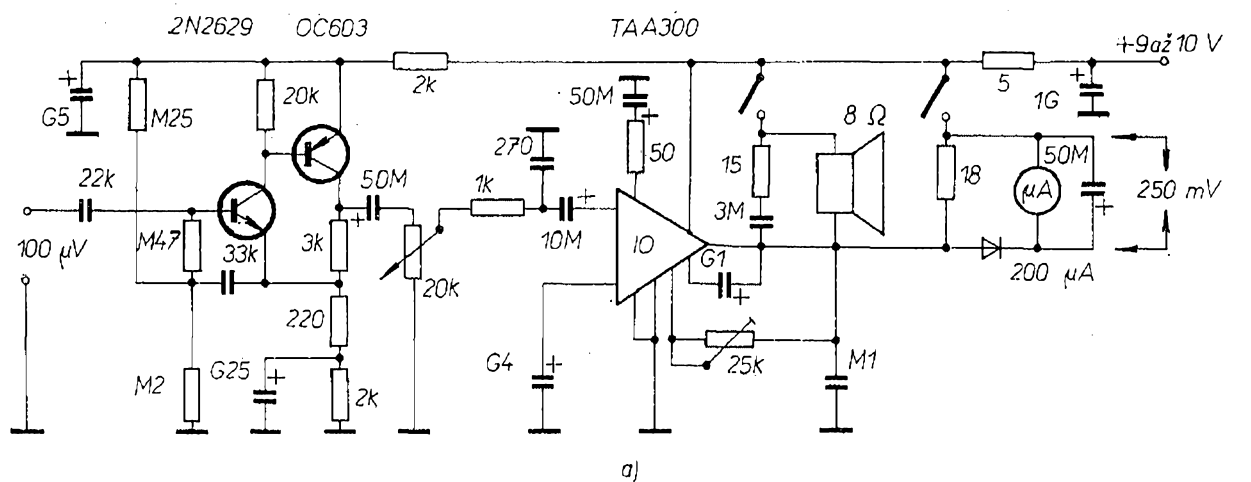 2N2629 OC603 TAA300
+9až10 V
G5
M25
20k
2k
50M
50
270
8 Ω
5
1G
22k
100 μV
M47
33k
50M
3k
1k
10M
20k
IO
15
3M
G1
18
μA
50M
250 mV
200 μA
220
G25
M2
2k
G4
25k
M1
a)